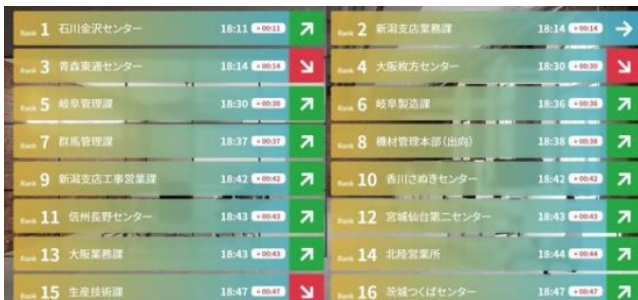 Rank 1 石川金沢センター 18:11 +00:11
Rank 2 新潟支店業務課 18:14 +00:14
Rank 3 青森東通センター 18:14 +00:14
Rank 4 大阪枚方センター 18:30 +00:30
Rank 5 岐阜管理課 18:30 +00:30
Rank 6 岐阜製造課 18:36 +00:36
Rank 7 群馬管理課 18:37 +00:37
Rank 8 機材管理本部(出向) 18:38 +00:38
Rank 9 新潟支店工事営業課 18:42 +00:42
Rank 10 香川さぬきセンター 18:42 +00:42
Rank 11 信州長野センター 18:43 +00:43
Rank 12 宮城仙台第二センター 18:43 +00:43
Rank 13 大阪業務課 18:43 +00:43
Rank 14 北陸営業所 18:44 +00:44
Rank 15 生産技術課 18:47 +00:47
Rank 16 茨城つくばセンター 18:47 +00:47